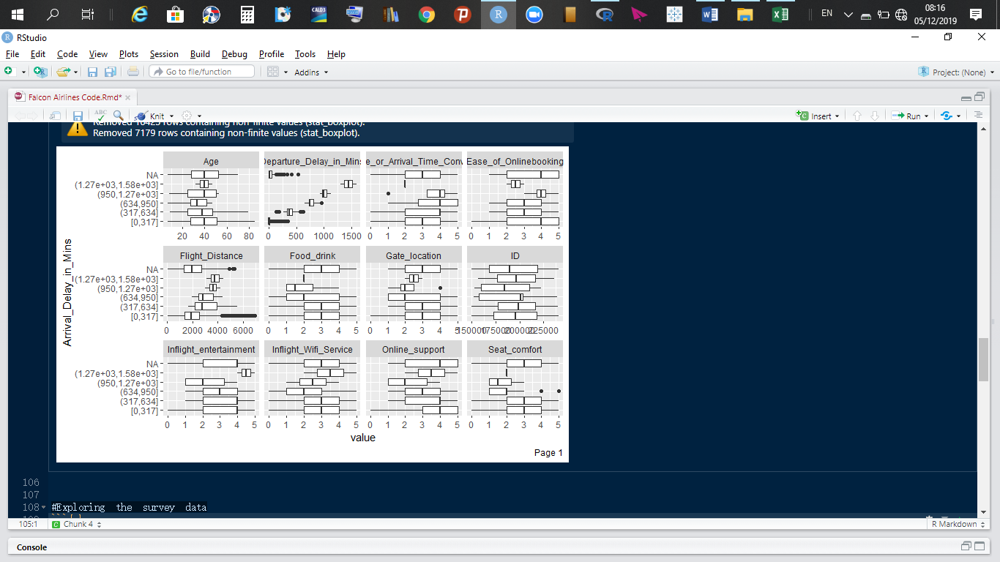 EN
08:16
05/12/2019
CALD3
RStudio
File Edit Code View Plots Session Build Debug Profile Tools Help
Go to file/function
Addins
Project: (None)
Falcon Airlines Code.Rmd*
ABC
Knit
Insert
Run
rows containing non-finite values (stat_boxplot).
Removed 7179 rows containing non-finite values (stat_boxplot).
Age
Departure_Delay_in_Mins
e_or_Arrival_Time_Conv
Ease_of_Onlinebooking
NA
(1.27e+03,1.58e+03]
(950,1.27e+03]
(634,950]
(317,634]
[0,317]
20 40 60 80
0 500 1000 1500
0 1 2 3 4 5
0 1 2 3 4 5
Flight_Distance
Food_drink
Gate_location
ID
NA
(1.27e+03,1.58e+03]
(950,1.27e+03]
(634,950]
(317,634]
[0,317]
0 2000 4000 6000
0 1 2 3 4 5
0 1 2 3 4 5
150000 175000 200000 225000
Inflight_entertainment
Inflight_Wifi_Service
Online_support
Seat_comfort
NA
(1.27e+03,1.58e+03]
(950,1.27e+03]
(634,950]
(317,634]
[0,317]
0 1 2 3 4 5
0 1 2 3 4 5
0 1 2 3 4 5
0 1 2 3 4 5
Arrival_Delay_in_Mins
value
Page 1
106
107
108
#Exploring the survey data
105:1
Chunk 4
R Markdown
Console